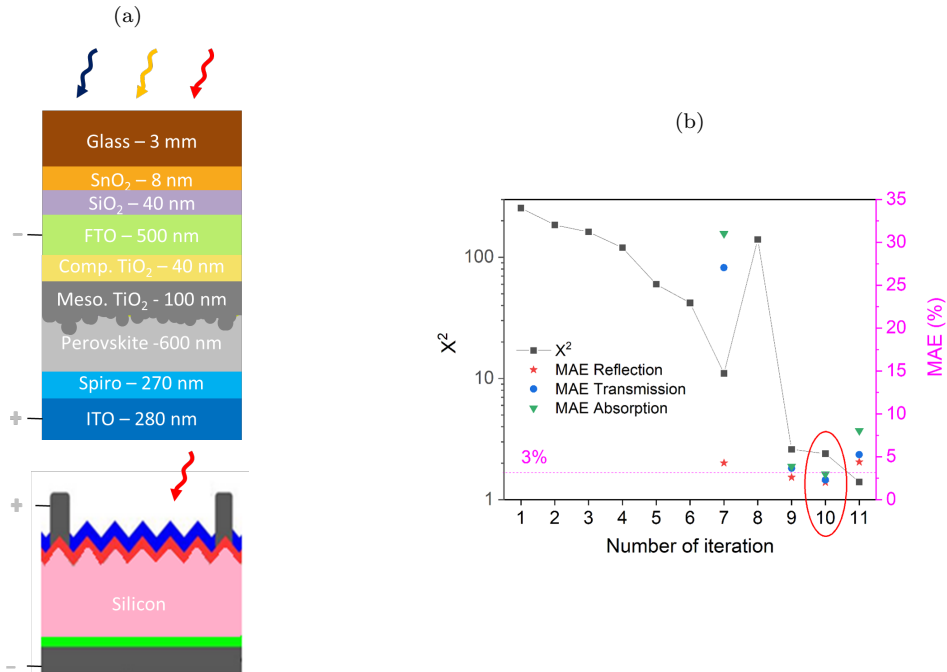 (a)
Glass – 3 mm
SnO₂ – 8 nm
SiO₂ – 40 nm
FTO – 500 nm
Comp. TiO₂ – 40 nm
Meso. TiO₂ - 100 nm
Perovskite -600 nm
Spiro – 270 nm
ITO – 280 nm
−
+
+
Silicon
−
(b)
X²
100
10
1
X²
MAE Reflection
MAE Transmission
MAE Absorption
3%
1 2 3 4 5 6 7 8 9 10 11
Number of iteration
35
30
25
20
15
10
5
0
MAE (%)